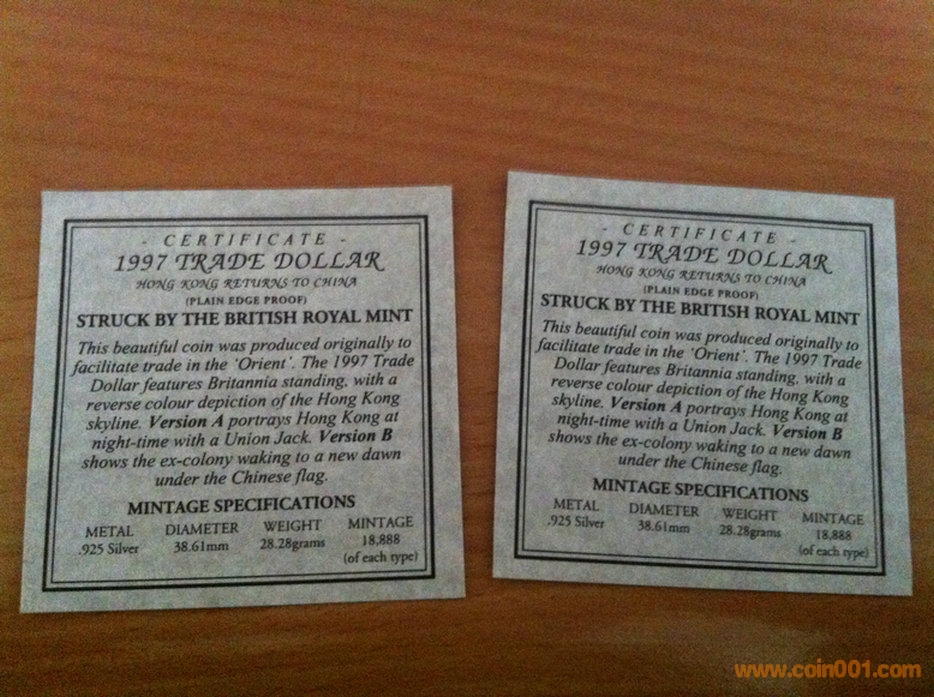 - CERTIFICATE -
1997 TRADE DOLLAR
HONG KONG RETURNS TO CHINA
(PLAIN EDGE PROOF)
STRUCK BY THE BRITISH ROYAL MINT
This beautiful coin was produced originally to
facilitate trade in the 'Orient'. The 1997 Trade
Dollar features Britannia standing, with a
reverse colour depiction of the Hong Kong
skyline. Version A portrays Hong Kong at
night-time with a Union Jack. Version B
shows the ex-colony waking to a new dawn
under the Chinese flag.
MINTAGE SPECIFICATIONS
METAL DIAMETER WEIGHT MINTAGE
.925 Silver 38.61mm 28.28grams 18,888
(of each type)
- CERTIFICATE -
1997 TRADE DOLLAR
HONG KONG RETURNS TO CHINA
(PLAIN EDGE PROOF)
STRUCK BY THE BRITISH ROYAL MINT
This beautiful coin was produced originally to
facilitate trade in the 'Orient'. The 1997 Trade
Dollar features Britannia standing, with a
reverse colour depiction of the Hong Kong
skyline. Version A portrays Hong Kong at
night-time with a Union Jack. Version B
shows the ex-colony waking to a new dawn
under the Chinese flag.
MINTAGE SPECIFICATIONS
METAL DIAMETER WEIGHT MINTAGE
.925 Silver 38.61mm 28.28grams 18,888
(of each type)
www.coin001.com